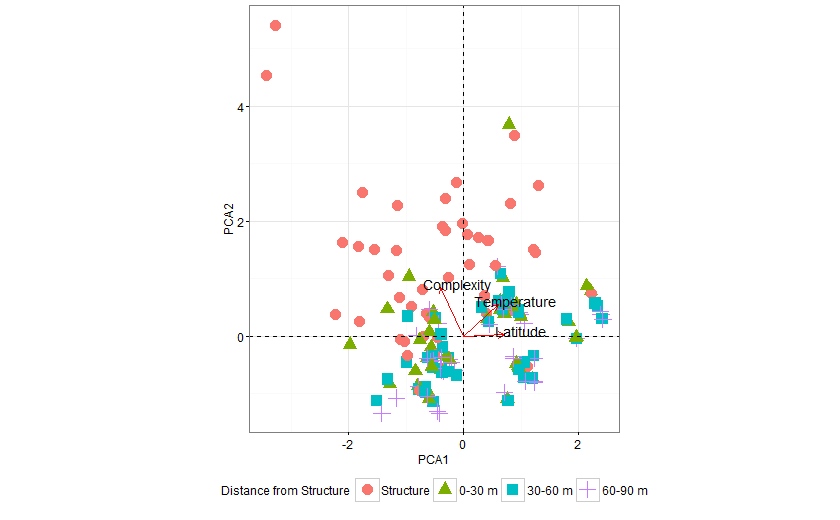 4
2
0
PCA2
Complexity
Temperature
Latitude
-2 0 2
PCA1
Distance from Structure Structure 0-30 m 30-60 m 60-90 m